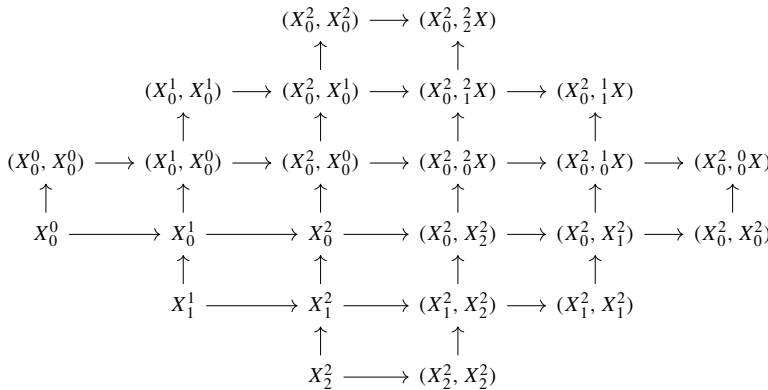 (X_0^2, X_0^2) ⟶ (X_0^2, {}_2^2X)
(X_0^1, X_0^1) ⟶ (X_0^2, X_0^1) ⟶ (X_0^2, {}_1^2X) ⟶ (X_0^2, {}_1^1X)
(X_0^0, X_0^0) ⟶ (X_0^1, X_0^0) ⟶ (X_0^2, X_0^0) ⟶ (X_0^2, {}_0^2X) ⟶ (X_0^2, {}_0^1X) ⟶ (X_0^2, {}_0^0X)
X_0^0 ⟶ X_0^1 ⟶ X_0^2 ⟶ (X_0^2, X_2^2) ⟶ (X_0^2, X_1^2) ⟶ (X_0^2, X_0^2)
X_1^1 ⟶ X_1^2 ⟶ (X_1^2, X_2^2) ⟶ (X_1^2, X_1^2)
X_2^2 ⟶ (X_2^2, X_2^2)